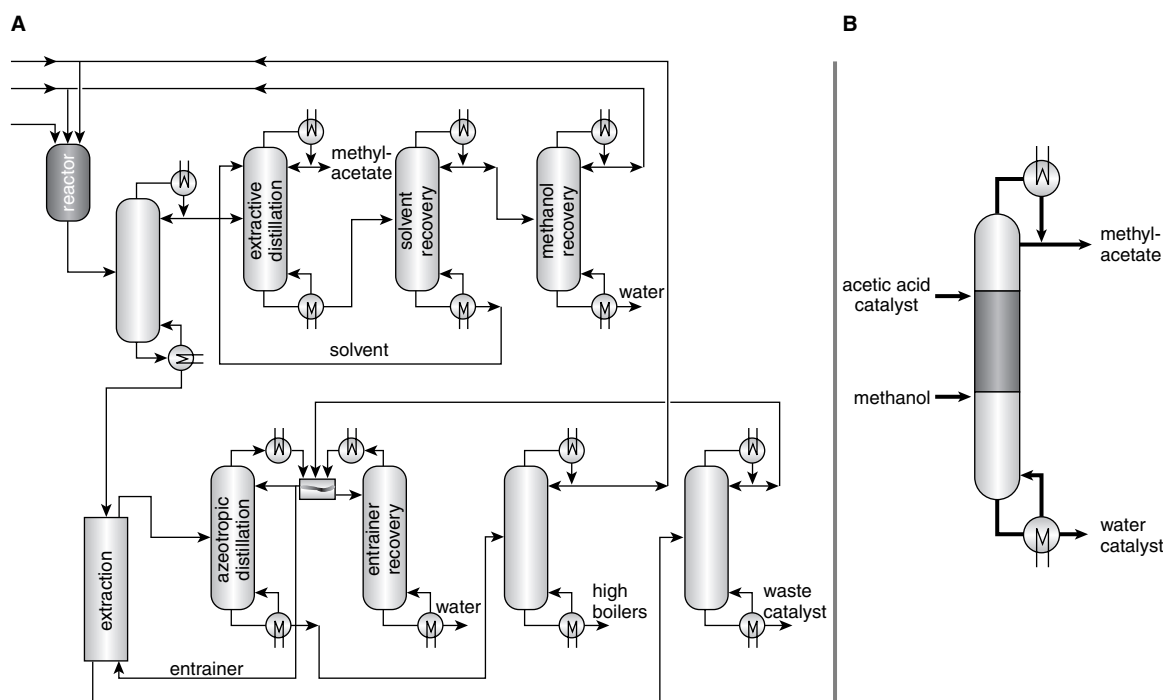 A
B
reactor
methyl-
acetate
extractive
distillation
solvent
recovery
methanol
recovery
water
solvent
methyl-
acetate
acetic acid
catalyst
methanol
water
catalyst
azeotropic
distillation
entrainer
recovery
water
high
boilers
waste
catalyst
extraction
entrainer